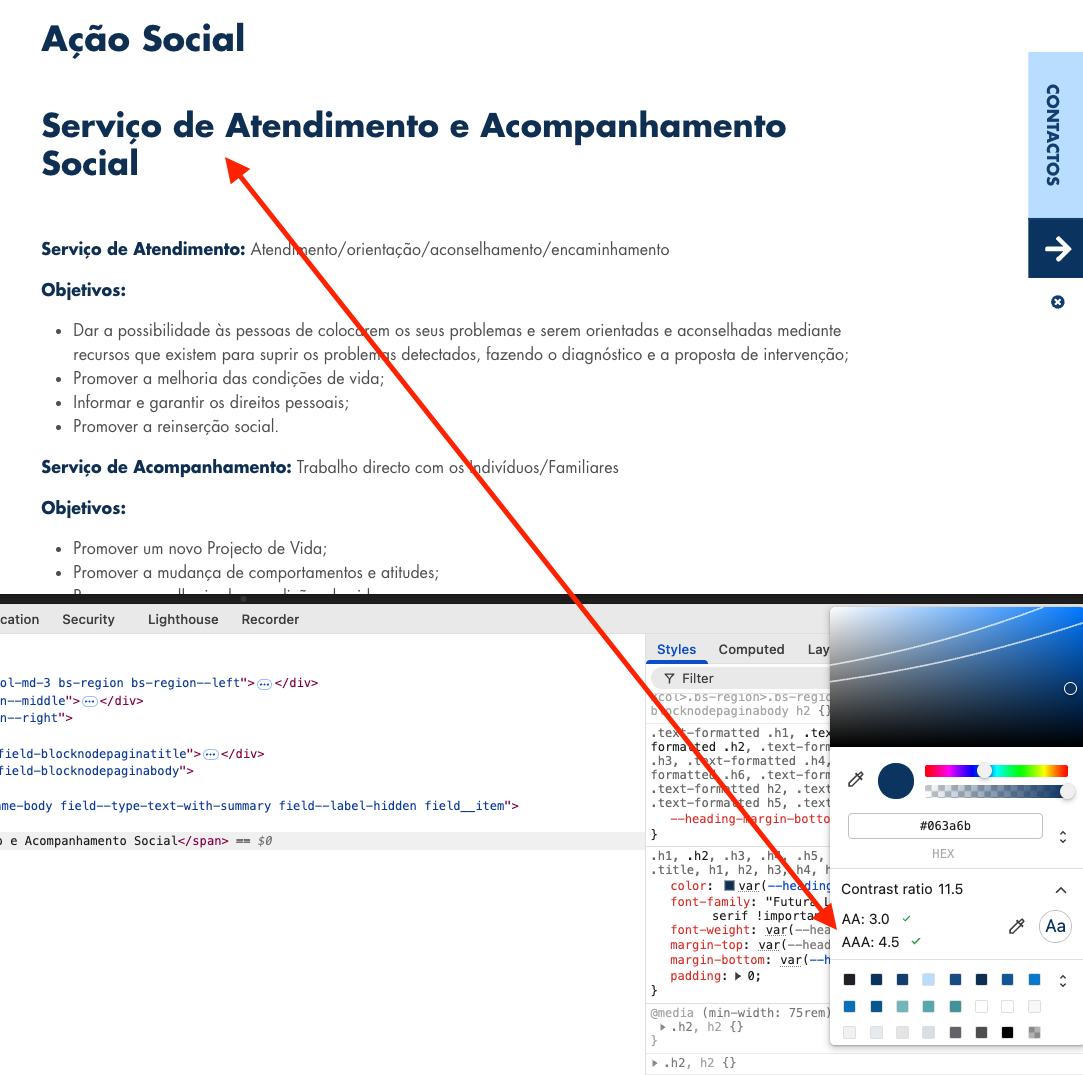 Ação Social
Serviço de Atendimento e Acompanhamento
Social
CONTACTOS
Serviço de Atendimento: Atendimento/orientação/aconselhamento/encaminhamento
Objetivos:
Dar a possibilidade às pessoas de colocarem os seus problemas e serem orientadas e aconselhadas mediante
recursos que existem para suprir os problemas detectados, fazendo o diagnóstico e a proposta de intervenção;
Promover a melhoria das condições de vida;
Informar e garantir os direitos pessoais;
Promover a reinserção social.
Serviço de Acompanhamento: Trabalho directo com os Indivíduos/Familiares
Objetivos:
Promover um novo Projecto de Vida;
Promover a mudança de comportamentos e atitudes;
cation Security Lighthouse Recorder
ol-md-3 bs-region bs-region--left"></div>
n--middle"></div>
n--right">
field-blocknodepaginatitle"></div>
field-blocknodepaginabody">
me-body field--type-text-with-summary field--label-hidden field__item">
o e Acompanhamento Social</span> == $0
Styles Computed Lay
Filter
col>.bs-region>.bs-regio
blocknodepaginabody h2 {}
.text-formatted .h1, .tex
formatted .h2, .text-form
.h3, .text-formatted .h4,
formatted .h6, .text-form
.text-formatted h2, .text
.text-formatted h5, .text
--heading-margin-botto
}
.h1, .h2, .h3, .h4, .h5,
.title, h1, h2, h3, h4, h
color: var(--heading
font-family: "Futura L
serif !importa
font-weight: var(--hea
margin-top: var(--head
margin-bottom: var(--h
padding: 0;
}
@media (min-width: 75rem)
.h2, h2 {}
}
.h2, h2 {}
#063a6b
HEX
Contrast ratio 11.5
AA: 3.0
AAA: 4.5
Aa